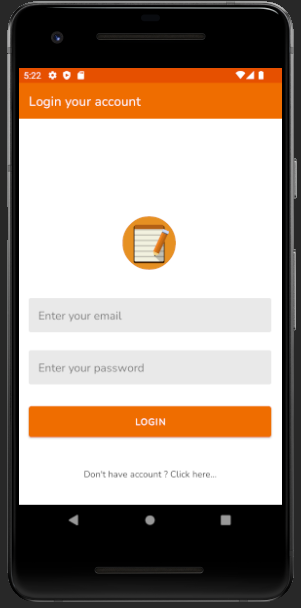 5:22
Login your account
Enter your email
Enter your password
LOGIN
Don't have account ? Click here...